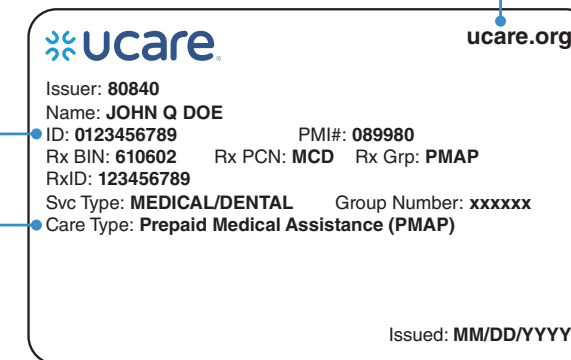 ucare
ucare.org
Issuer: 80840
Name: JOHN Q DOE
ID: 0123456789 PMI#: 089980
Rx BIN: 610602 Rx PCN: MCD Rx Grp: PMAP
RxID: 123456789
Svc Type: MEDICAL/DENTAL Group Number: xxxxxx
Care Type: Prepaid Medical Assistance (PMAP)
Issued: MM/DD/YYYY